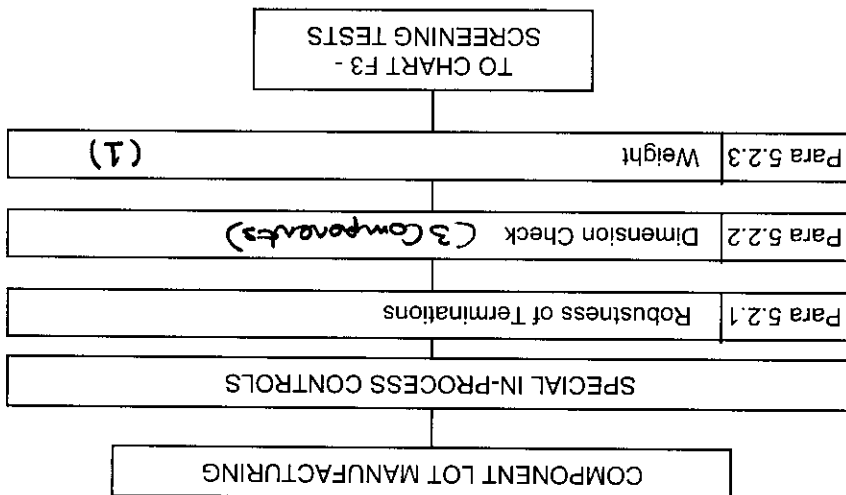 COMPONENT LOT MANUFACTURING
SPECIAL IN-PROCESS CONTROLS
Para 5.2.1 Robustness of Terminations
Para 5.2.2 Dimension Check (3 Components)
Para 5.2.3 Weight (1)
TO CHART F3 -
SCREENING TESTS